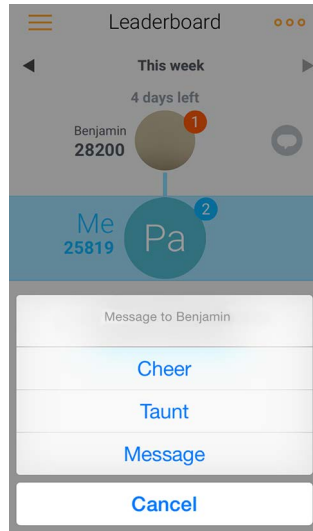 Leaderboard
This week
4 days left
1
Benjamin
28200
2
Me
25819
Pa
Message to Benjamin
Cheer
Taunt
Message
Cancel